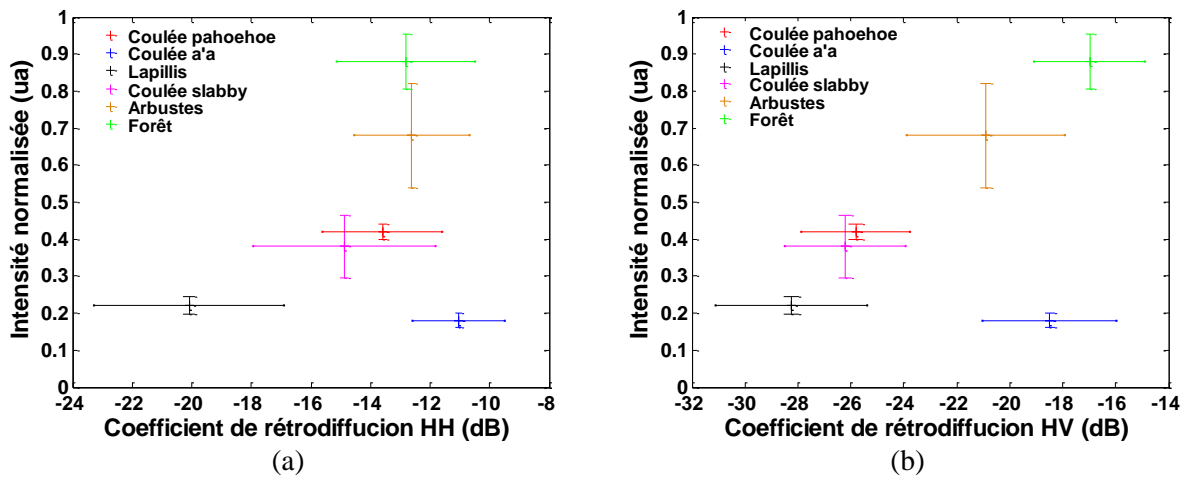 Intensité normalisée (ua)
1
0.9
0.8
0.7
0.6
0.5
0.4
0.3
0.2
0.1
0
Coulée pahoehoe
Coulée a'a
Lapillis
Coulée slabby
Arbustes
Forêt
-24 -22 -20 -18 -16 -14 -12 -10 -8
Coefficient de rétrodiffucion HH (dB)
(a)
Intensité normalisée (ua)
1
0.9
0.8
0.7
0.6
0.5
0.4
0.3
0.2
0.1
0
Coulée pahoehoe
Coulée a'a
Lapillis
Coulée slabby
Arbustes
Forêt
-32 -30 -28 -26 -24 -22 -20 -18 -16 -14
Coefficient de rétrodiffucion HV (dB)
(b)